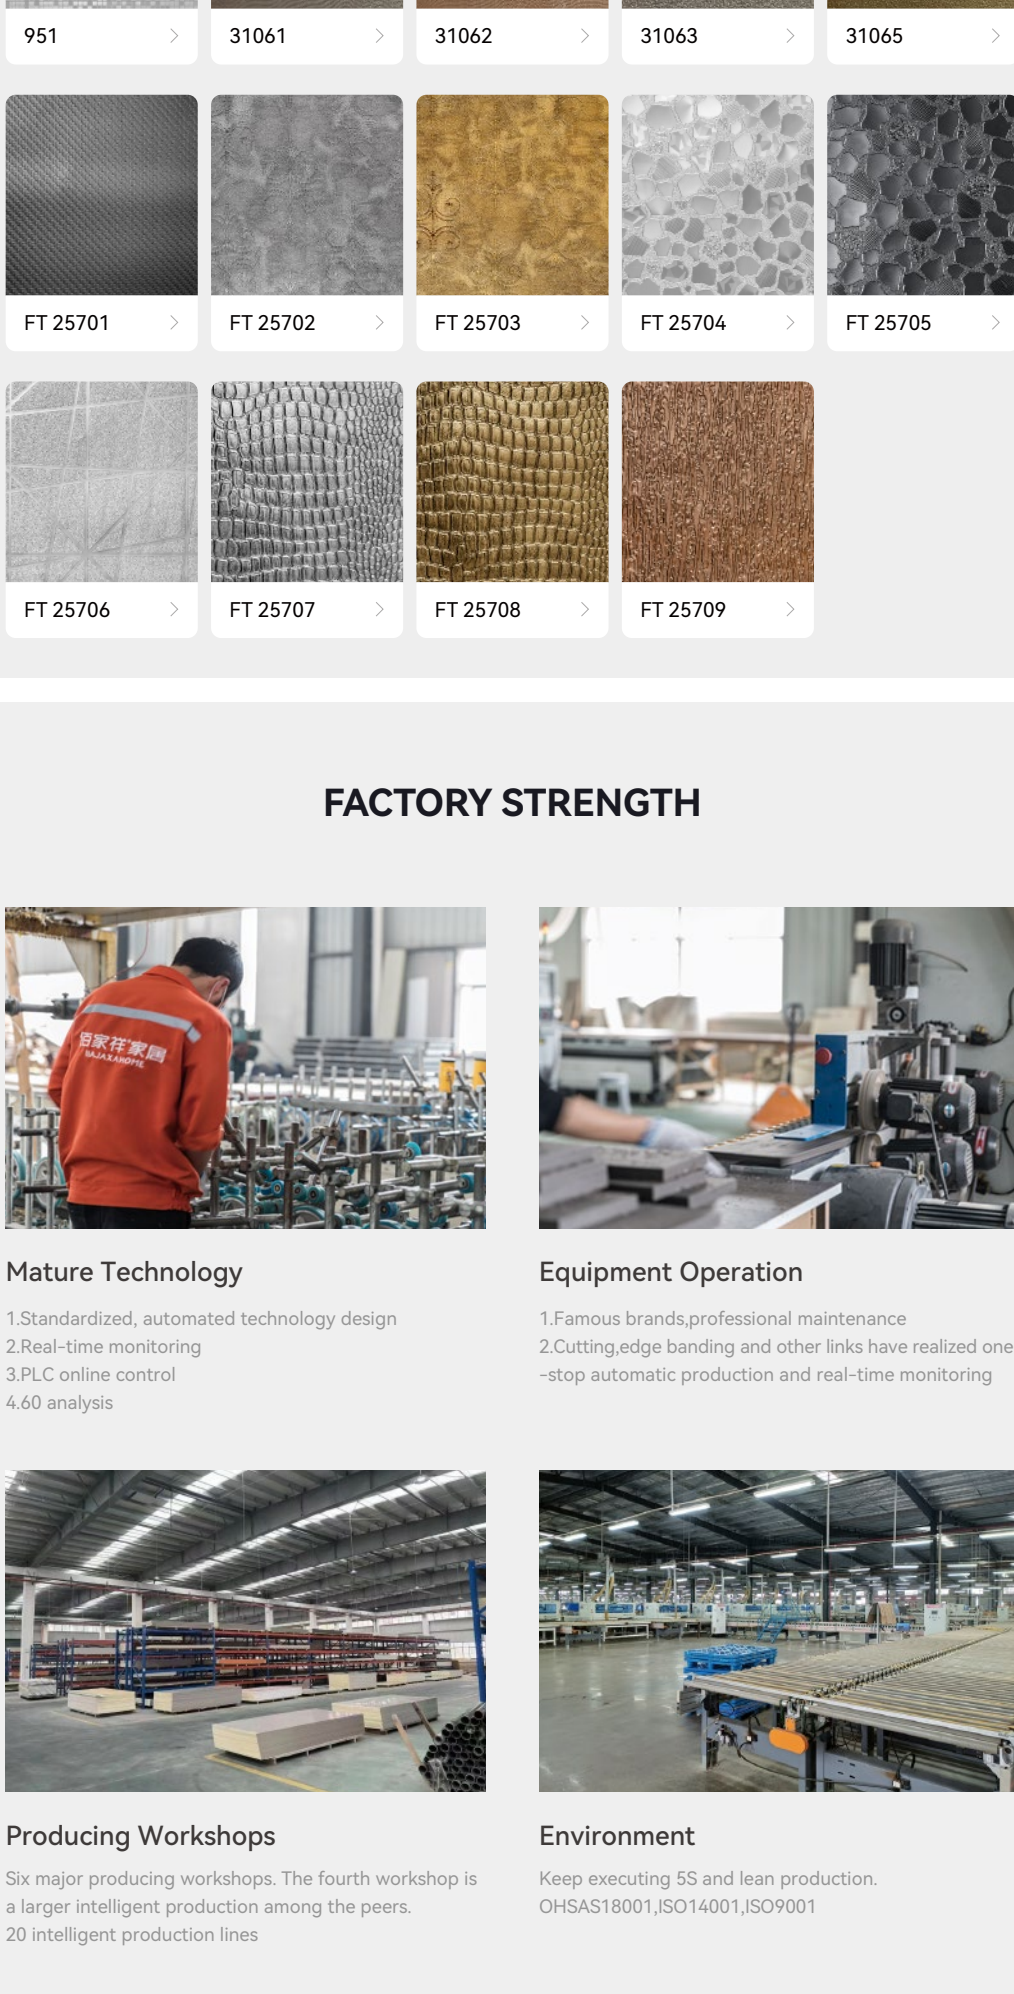 951
31061
31062
31063
31065
FT 25701
FT 25702
FT 25703
FT 25704
FT 25705
FT 25706
FT 25707
FT 25708
FT 25709
FACTORY STRENGTH
佰家祥家居
BAJAXAHOME
Mature Technology
1.Standardized, automated technology design
2.Real-time monitoring
3.PLC online control
4.60 analysis
Equipment Operation
1.Famous brands,professional maintenance
2.Cutting,edge banding and other links have realized one
-stop automatic production and real-time monitoring
Producing Workshops
Six major producing workshops. The fourth workshop is
a larger intelligent production among the peers.
20 intelligent production lines
Environment
Keep executing 5S and lean production.
OHSAS18001,ISO14001,ISO9001